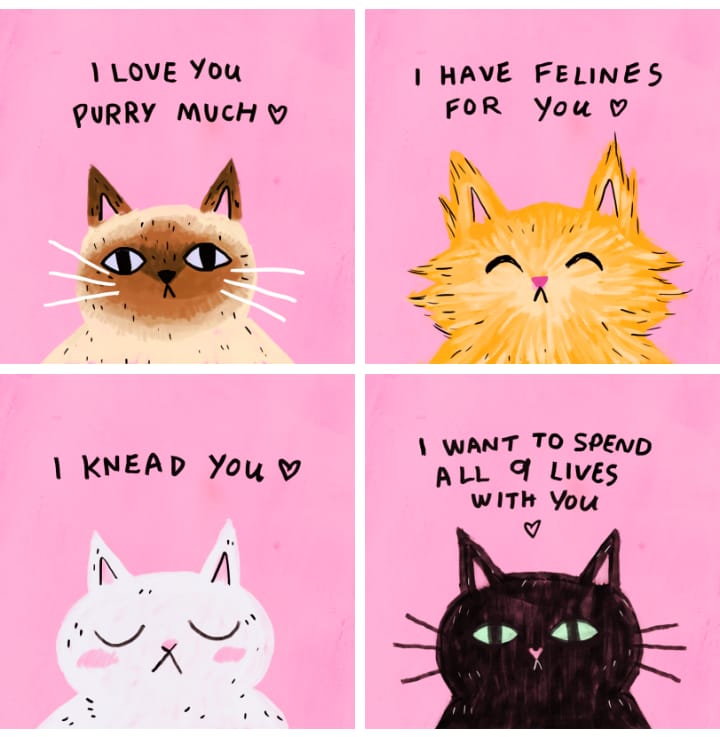 I LOVE YOU
PURRY MUCH ♡
I HAVE FELINES
FOR YOU ♡
I KNEAD YOU ♡
I WANT TO SPEND
ALL 9 LIVES
WITH YOU
♡